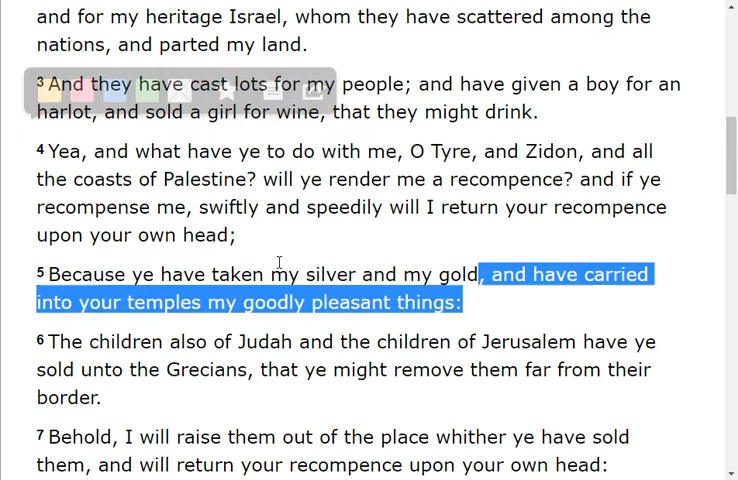 and for my heritage Israel, whom they have scattered among the
nations, and parted my land.
3 And they have cast lots for my people; and have given a boy for an
harlot, and sold a girl for wine, that they might drink.
4 Yea, and what have ye to do with me, O Tyre, and Zidon, and all
the coasts of Palestine? will ye render me a recompence? and if ye
recompense me, swiftly and speedily will I return your recompence
upon your own head;
5 Because ye have taken my silver and my gold, and have carried
into your temples my goodly pleasant things:
6 The children also of Judah and the children of Jerusalem have ye
sold unto the Grecians, that ye might remove them far from their
border.
7 Behold, I will raise them out of the place whither ye have sold
them, and will return your recompence upon your own head: